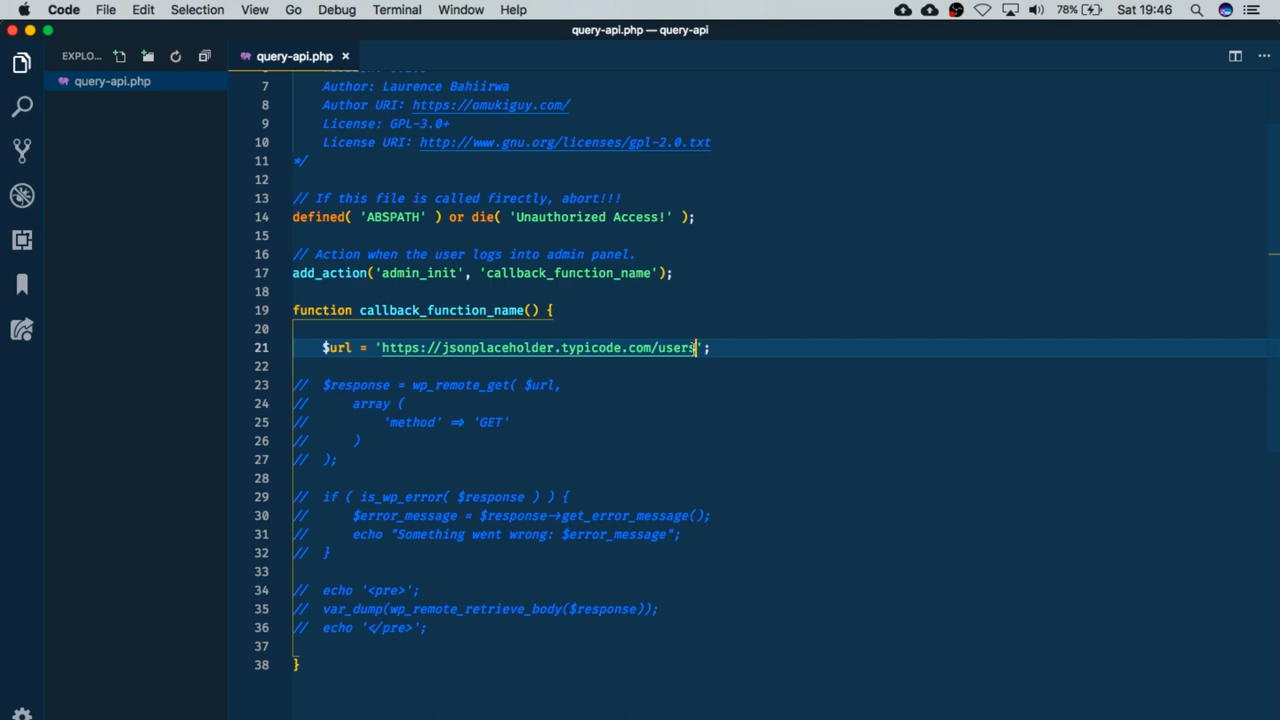 Code File Edit Selection View Go Debug Terminal Window Help 78% Sat 19:46
query-api.php — query-api
EXPLO...
query-api.php
query-api.php
7 Author: Laurence Bahiirwa
8 Author URI: https://omukiguy.com/
9 License: GPL-3.0+
10 License URI: http://www.gnu.org/licenses/gpl-2.0.txt
11 */
12
13 // If this file is called firectly, abort!!!
14 defined( 'ABSPATH' ) or die( 'Unauthorized Access!' );
15
16 // Action when the user logs into admin panel.
17 add_action('admin_init', 'callback_function_name');
18
19 function callback_function_name() {
20
21 $url = 'https://jsonplaceholder.typicode.com/users';
22
23 // $response = wp_remote_get( $url,
24 // array (
25 // 'method' => 'GET'
26 // )
27 // );
28
29 // if ( is_wp_error( $response ) ) {
30 // $error_message = $response->get_error_message();
31 // echo "Something went wrong: $error_message";
32 // }
33
34 // echo '<pre>';
35 // var_dump(wp_remote_retrieve_body($response));
36 // echo '</pre>';
37
38 }